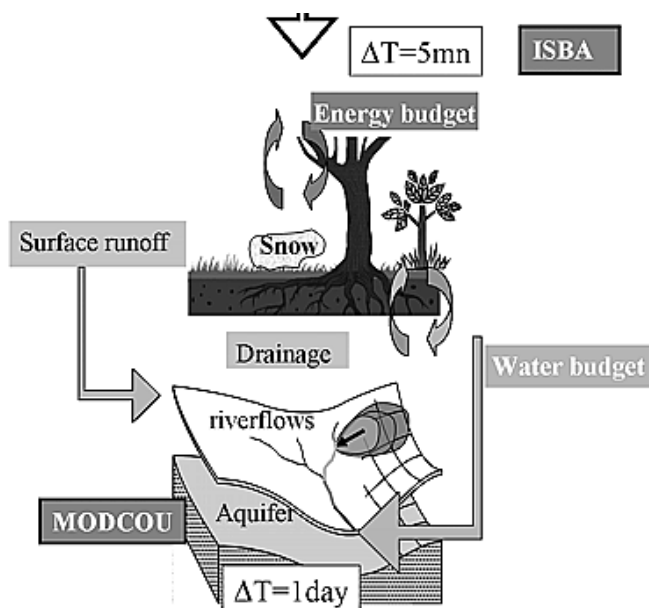 ΔT=5mn
ISBA
Energy budget
Surface runoff
Snow
Drainage
Water budget
riverflows
MODCOU
Aquifer
ΔT=1day